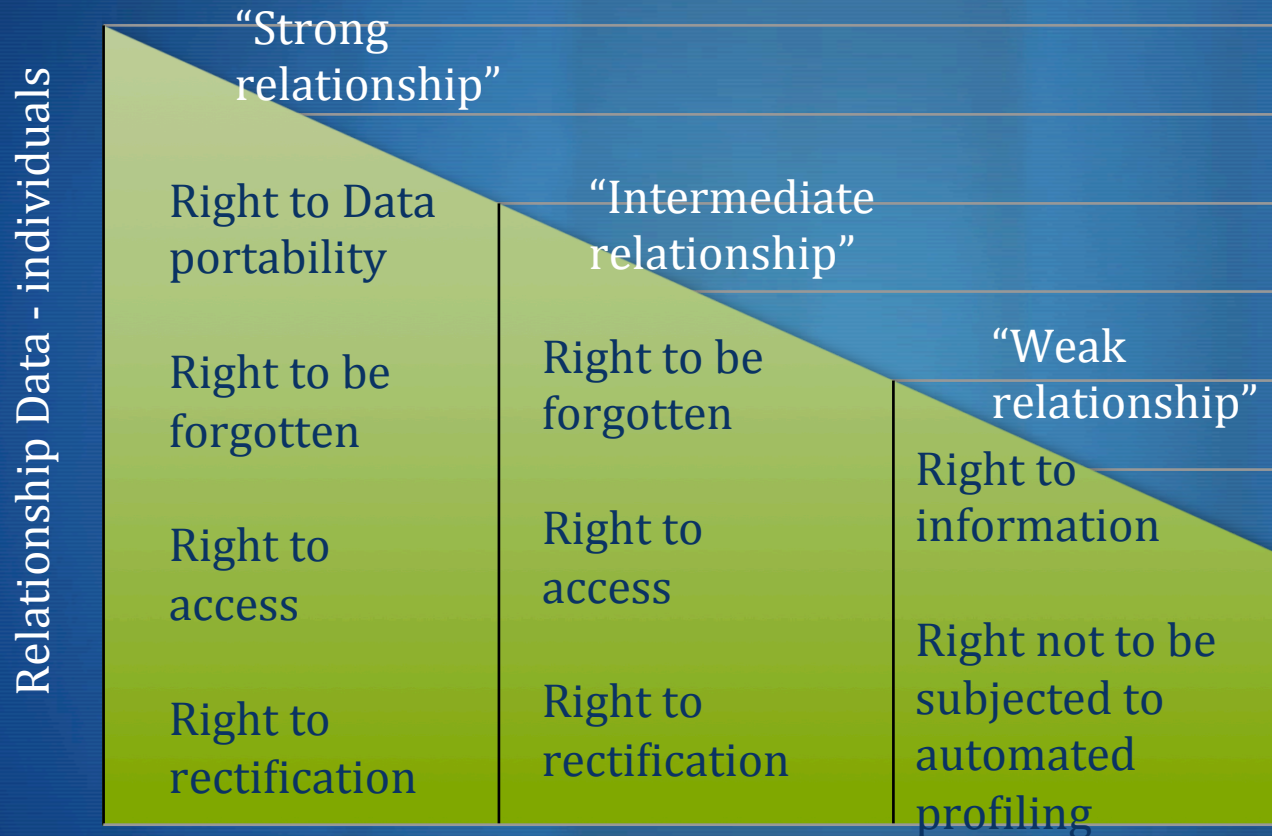 Relationship Data - individuals
“Strong
relationship”
Right to Data
portability
Right to be
forgotten
Right to
access
Right to
rectification
“Intermediate
relationship”
Right to be
forgotten
Right to
access
Right to
rectification
“Weak
relationship”
Right to
information
Right not to be
subjected to
automated
profiling